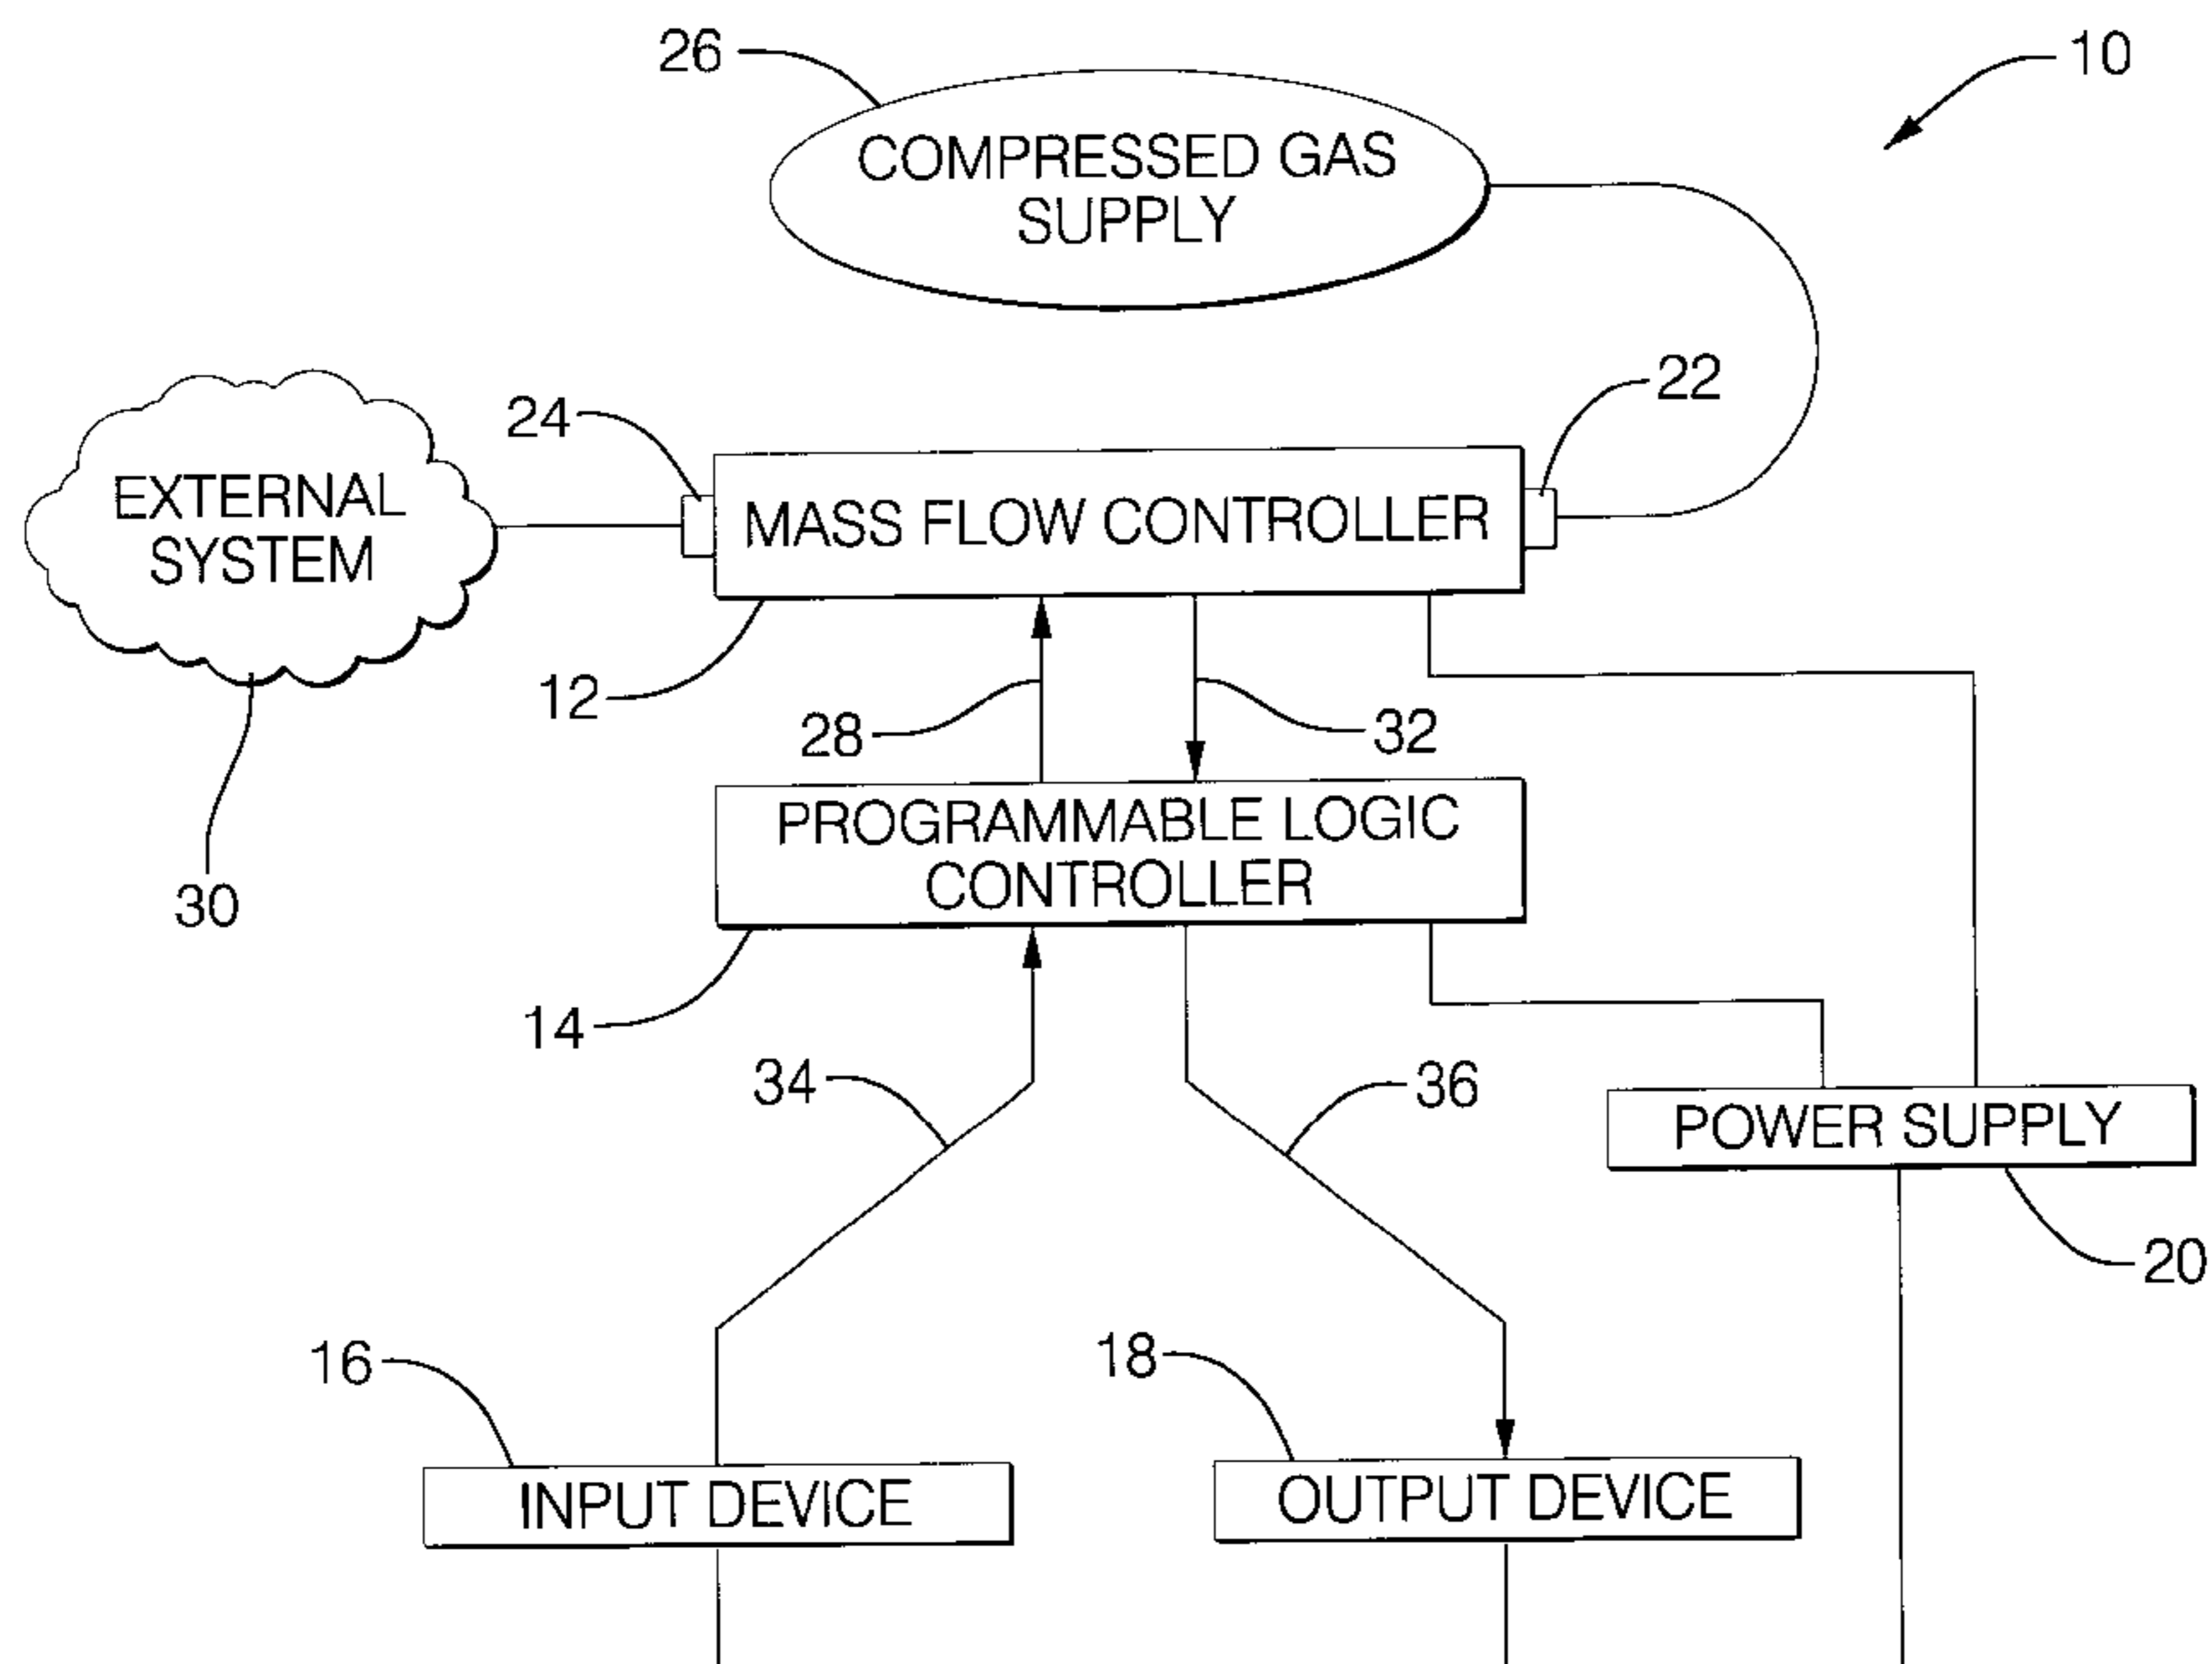 26
10
COMPRESSED GAS
SUPPLY
22
24
EXTERNAL
SYSTEM
MASS FLOW CONTROLLER
12
28
32
PROGRAMMABLE LOGIC
CONTROLLER
30
14
34
36
POWER SUPPLY
20
16
18
INPUT DEVICE
OUTPUT DEVICE